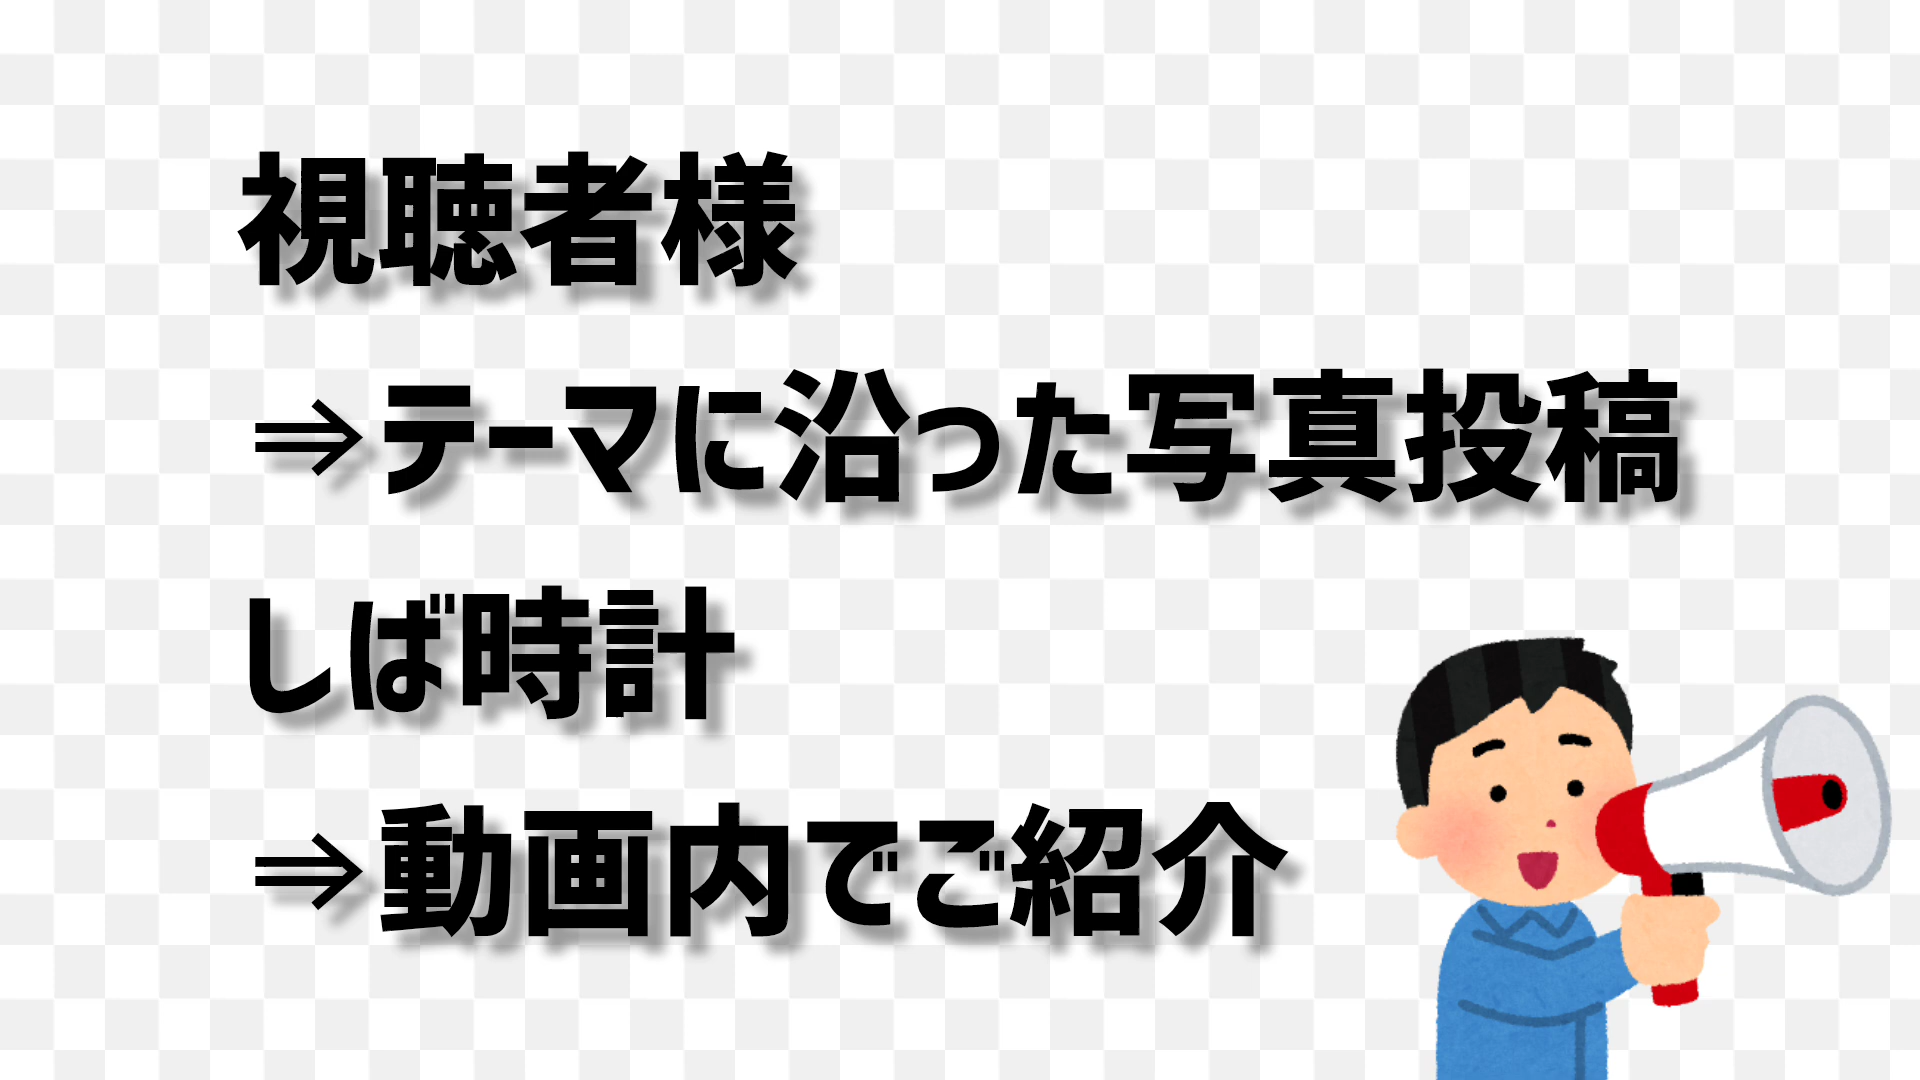 視聴者様
⇒テーマに沿った写真投稿
しば時計
⇒動画内でご紹介